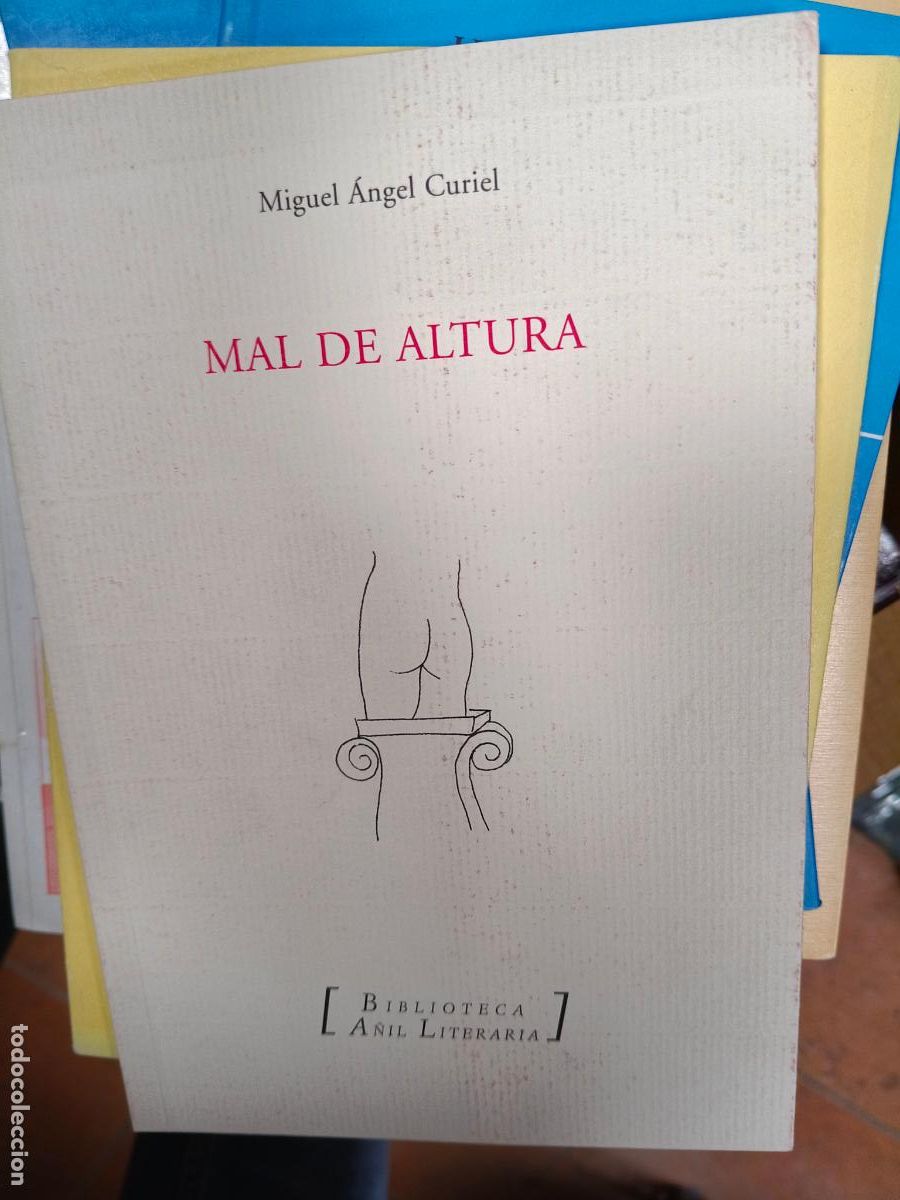 Miguel Ángel Curiel
MAL DE ALTURA
[ BIBLIOTECA
AÑIL LITERARIA ]
todocoleccion